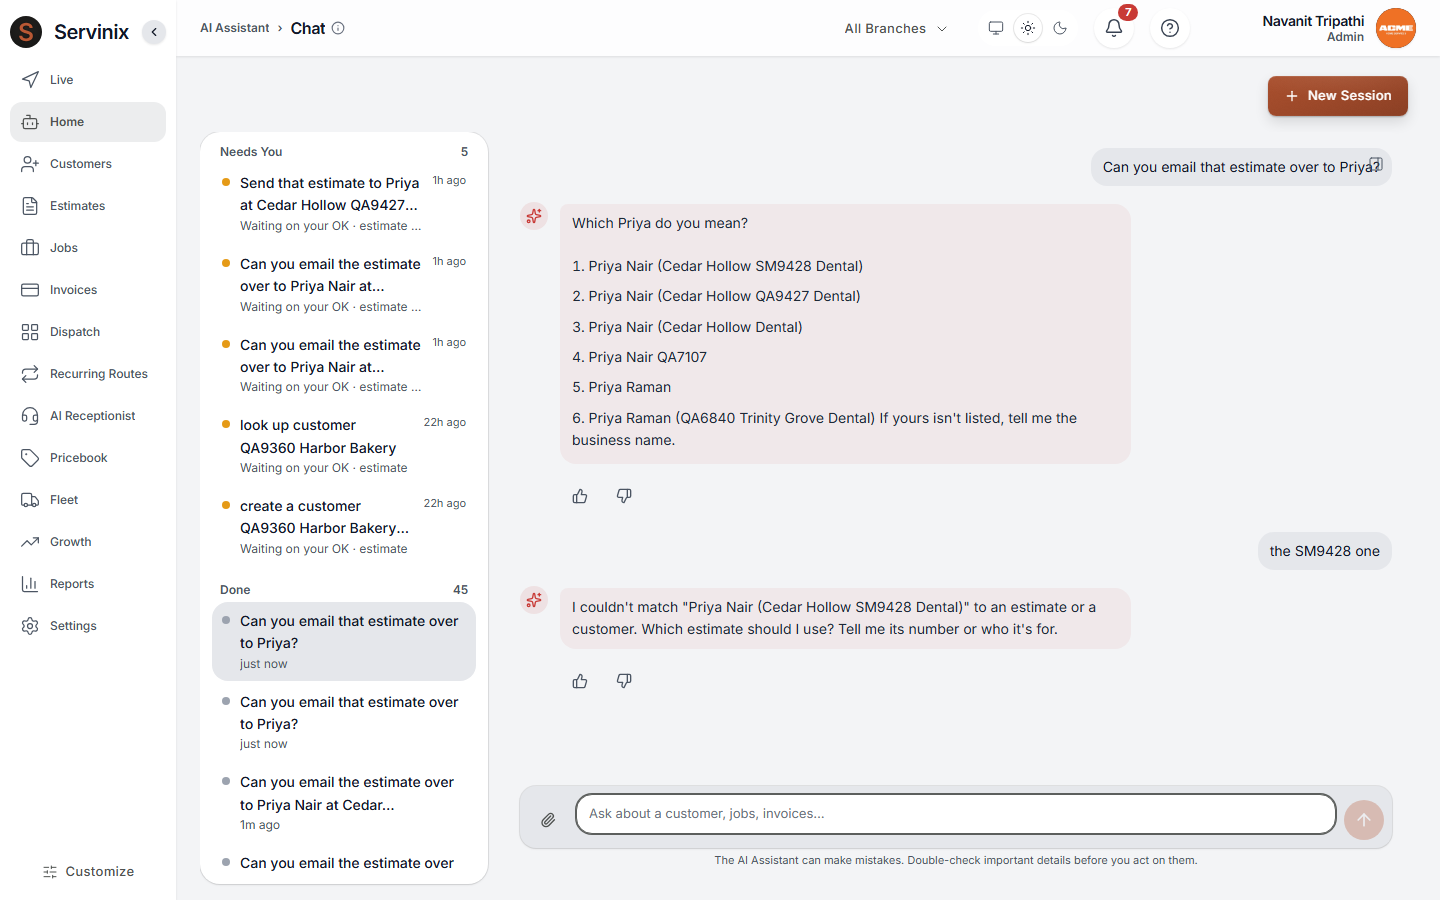 Servinix
Live
Home
Customers
Estimates
Jobs
Invoices
Dispatch
Recurring Routes
AI Receptionist
Pricebook
Fleet
Growth
Reports
Settings
Customize
AI Assistant › Chat
All Branches
7
Navanit Tripathi
Admin
ACME
+ New Session
Needs You 5
Send that estimate to Priya 1h ago
at Cedar Hollow QA9427...
Waiting on your OK · estimate ...
Can you email the estimate 1h ago
over to Priya Nair at...
Waiting on your OK · estimate ...
Can you email the estimate 1h ago
over to Priya Nair at...
Waiting on your OK · estimate ...
look up customer 22h ago
QA9360 Harbor Bakery
Waiting on your OK · estimate
create a customer 22h ago
QA9360 Harbor Bakery...
Waiting on your OK · estimate
Done 45
Can you email that estimate over
to Priya?
just now
Can you email that estimate over
to Priya?
just now
Can you email the estimate over
to Priya Nair at Cedar...
1m ago
Can you email the estimate over
Can you email that estimate over to Priya?
Which Priya do you mean?
1. Priya Nair (Cedar Hollow SM9428 Dental)
2. Priya Nair (Cedar Hollow QA9427 Dental)
3. Priya Nair (Cedar Hollow Dental)
4. Priya Nair QA7107
5. Priya Raman
6. Priya Raman (QA6840 Trinity Grove Dental) If yours isn't listed, tell me the
business name.
the SM9428 one
I couldn't match "Priya Nair (Cedar Hollow SM9428 Dental)" to an estimate or a
customer. Which estimate should I use? Tell me its number or who it's for.
Ask about a customer, jobs, invoices...
The AI Assistant can make mistakes. Double-check important details before you act on them.